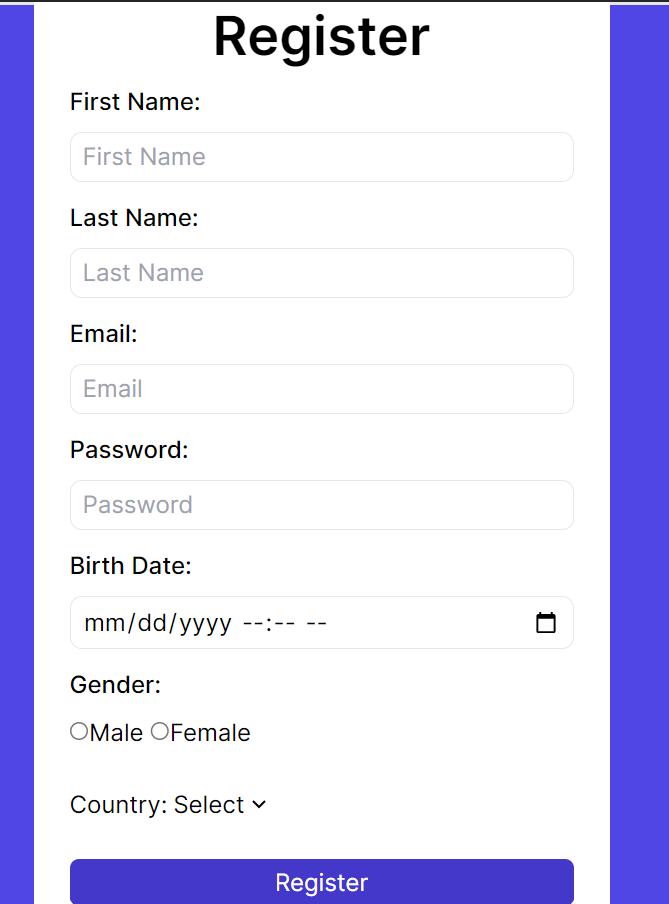 Register
First Name:
First Name
Last Name:
Last Name
Email:
Email
Password:
Password
Birth Date:
mm/dd/yyyy --:-- --
Gender:
Male Female
Country: Select
Register